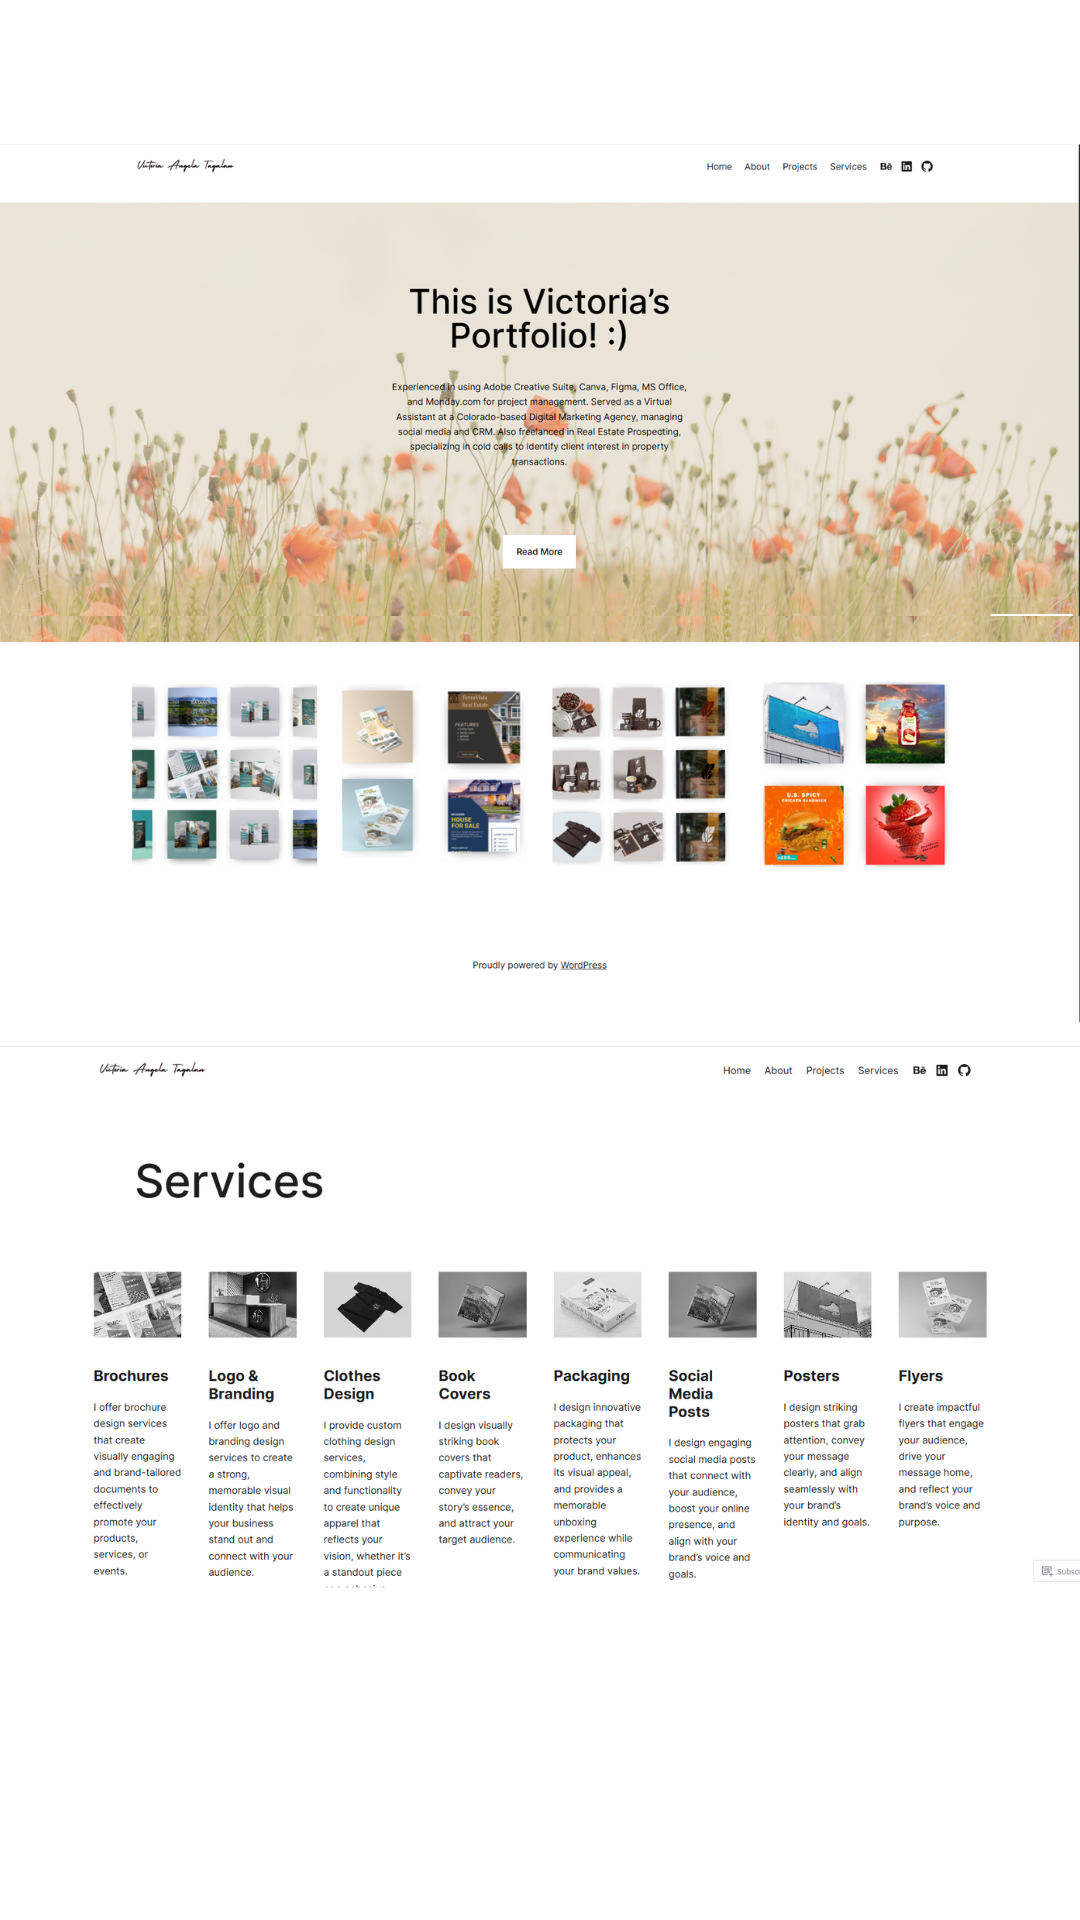 Victoria Angela Tagalan
Home About Projects Services Bē in
This is Victoria’s
Portfolio! :)
Experienced in using Adobe Creative Suite, Canva, Figma, MS Office,
and Monday.com for project management. Served as a Virtual
Assistant at a Colorado-based Digital Marketing Agency, managing
social media and CRM. Also freelanced in Real Estate Prospecting,
specializing in cold calls to identify client interest in property
transactions.
Read More
TerraVista
Real Estate
FEATURES
HOUSE
FOR SALE
U.S. SPICY
CHICKEN SANDWICH
Proudly powered by WordPress
Victoria Angela Tagalan
Home About Projects Services Bē in
Services
Brochures
I offer brochure
design services
that create
visually engaging
and brand-tailored
documents to
effectively
promote your
products,
services, or
events.
Logo &
Branding
I offer logo and
branding design
services to create
a strong,
memorable visual
identity that helps
your business
stand out and
connect with your
audience.
Clothes
Design
I provide custom
clothing design
services,
combining style
and functionality
to create unique
apparel that
reflects your
vision, whether it’s
a standout piece
Book
Covers
I design visually
striking book
covers that
captivate readers,
convey your
story’s essence,
and attract your
target audience.
Packaging
I design innovative
packaging that
protects your
product, enhances
its visual appeal,
and provides a
memorable
unboxing
experience while
communicating
your brand values.
Social
Media
Posts
I design engaging
social media posts
that connect with
your audience,
boost your online
presence, and
align with your
brand’s voice and
goals.
Posters
I design striking
posters that grab
attention, convey
your message
clearly, and align
seamlessly with
your brand’s
identity and goals.
Flyers
I create impactful
flyers that engage
your audience,
drive your
message home,
and reflect your
brand’s voice and
purpose.
Subscr